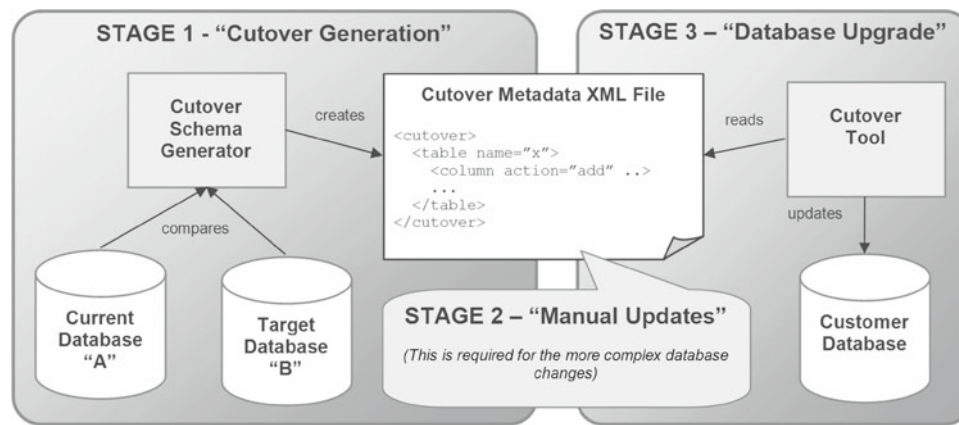 STAGE 1 - “Cutover Generation”
Cutover
Schema
Generator
creates
compares
Current
Database
“A”
Target
Database
“B”
Cutover Metadata XML File
<cutover>
<table name=”x”>
<column action=”add” ..>
...
</table>
</cutover>
STAGE 2 – “Manual Updates”
(This is required for the more complex database
changes)
STAGE 3 – “Database Upgrade”
reads
Cutover
Tool
updates
Customer
Database